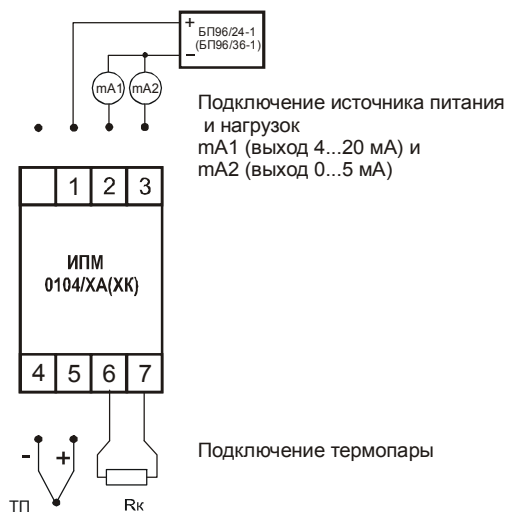 +
БП96/24-1
(БП96/36-1)
−
mA1 mA2
Подключение источника питания
и нагрузок
mA1 (выход 4...20 мА) и
mA2 (выход 0...5 мА)
1 2 3
ИПМ
0104/ХА(ХК)
4 5 6 7
- +
Подключение термопары
ТП Rк